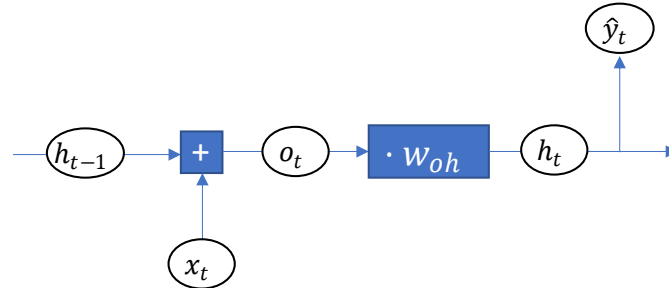 ŷ_t
h_{t−1}
+
o_t
· w_{oh}
h_t
x_t